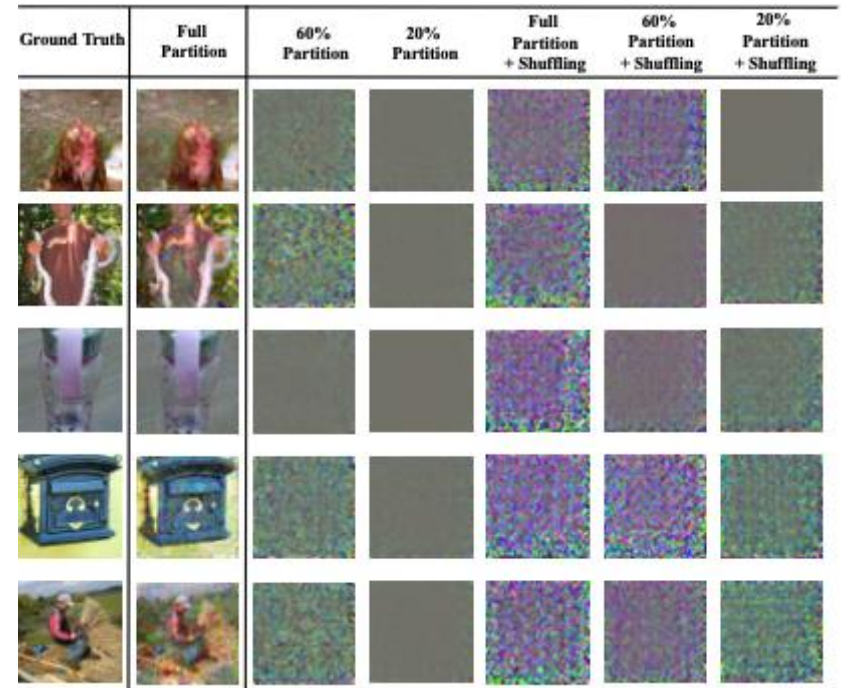 Ground Truth
Full
Partition
60%
Partition
20%
Partition
Full
Partition
+ Shuffling
60%
Partition
+ Shuffling
20%
Partition
+ Shuffling